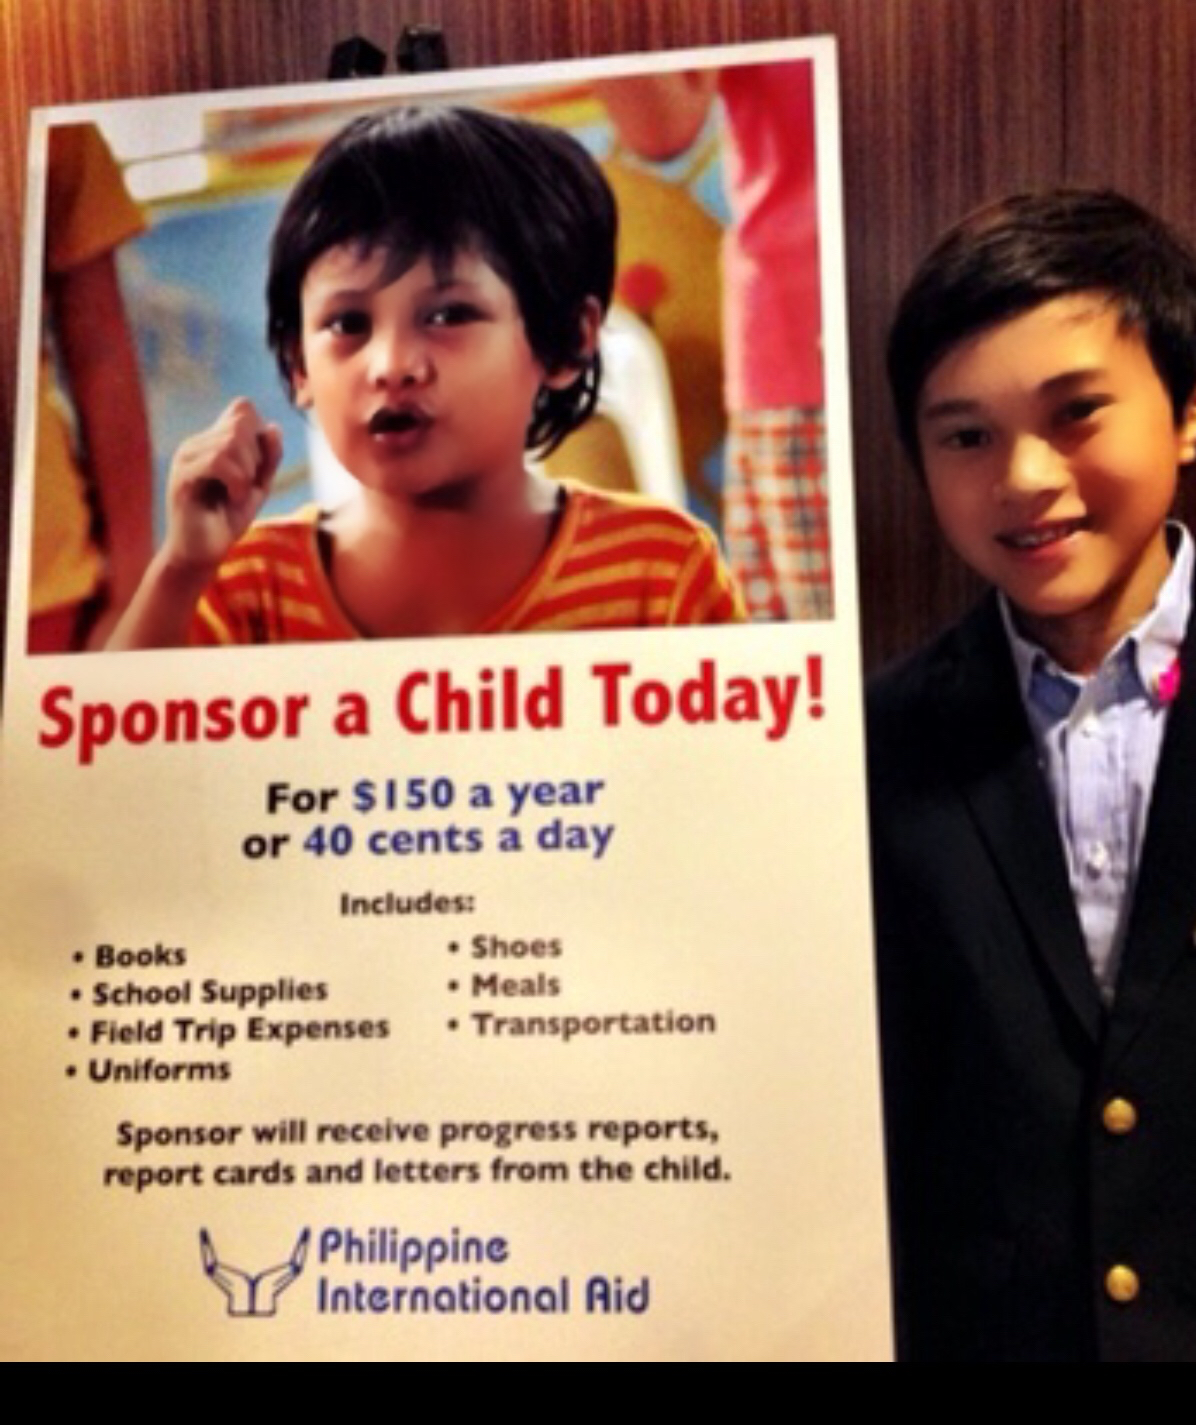 Sponsor a Child Today!
For $150 a year
or 40 cents a day
Includes:
• Books
• School Supplies
• Field Trip Expenses
• Uniforms
• Shoes
• Meals
• Transportation
Sponsor will receive progress reports,
report cards and letters from the child.
Philippine
International Aid